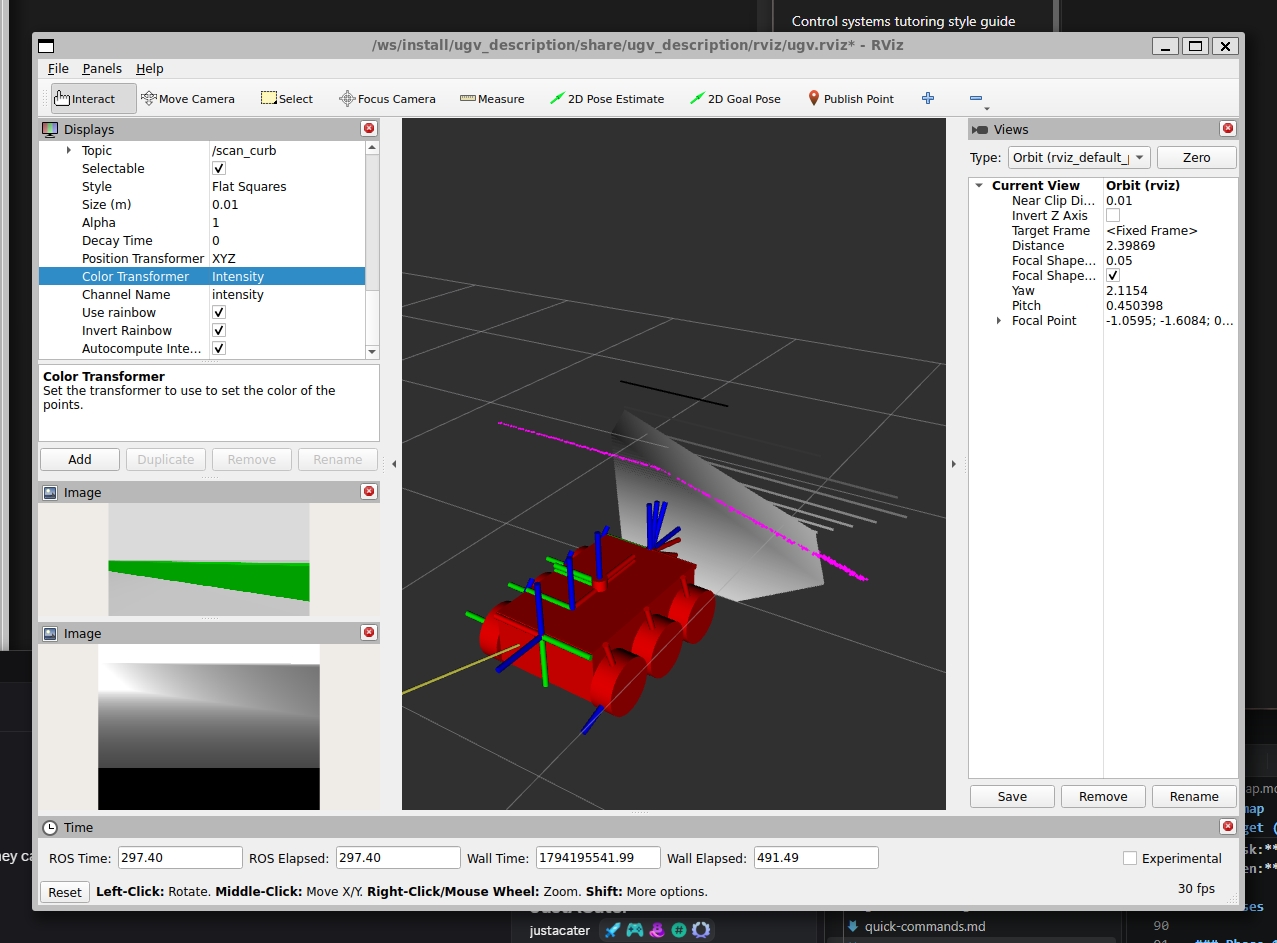 Control systems tutoring style guide
/ws/install/ugv_description/share/ugv_description/rviz/ugv.rviz* - RViz
File Panels Help
Interact Move Camera Select Focus Camera Measure 2D Pose Estimate 2D Goal Pose Publish Point
Displays
Topic /scan_curb
Selectable
Style Flat Squares
Size (m) 0.01
Alpha 1
Decay Time 0
Position Transformer XYZ
Color Transformer Intensity
Channel Name intensity
Use rainbow
Invert Rainbow
Autocompute Inte...
Color Transformer
Set the transformer to use to set the color of the
points.
Add Duplicate Remove Rename
Image
Image
Views
Type: Orbit (rviz_default_ Zero
Current View Orbit (rviz)
Near Clip Di... 0.01
Invert Z Axis
Target Frame <Fixed Frame>
Distance 2.39869
Focal Shape... 0.05
Focal Shape...
Yaw 2.1154
Pitch 0.450398
Focal Point -1.0595; -1.6084; 0...
Save Remove Rename
Time
ROS Time: 297.40 ROS Elapsed: 297.40 Wall Time: 1794195541.99 Wall Elapsed: 491.49 Experimental
Reset Left-Click: Rotate. Middle-Click: Move X/Y. Right-Click/Mouse Wheel: Zoom. Shift: More options. 30 fps
justacater
quick-commands.md
90